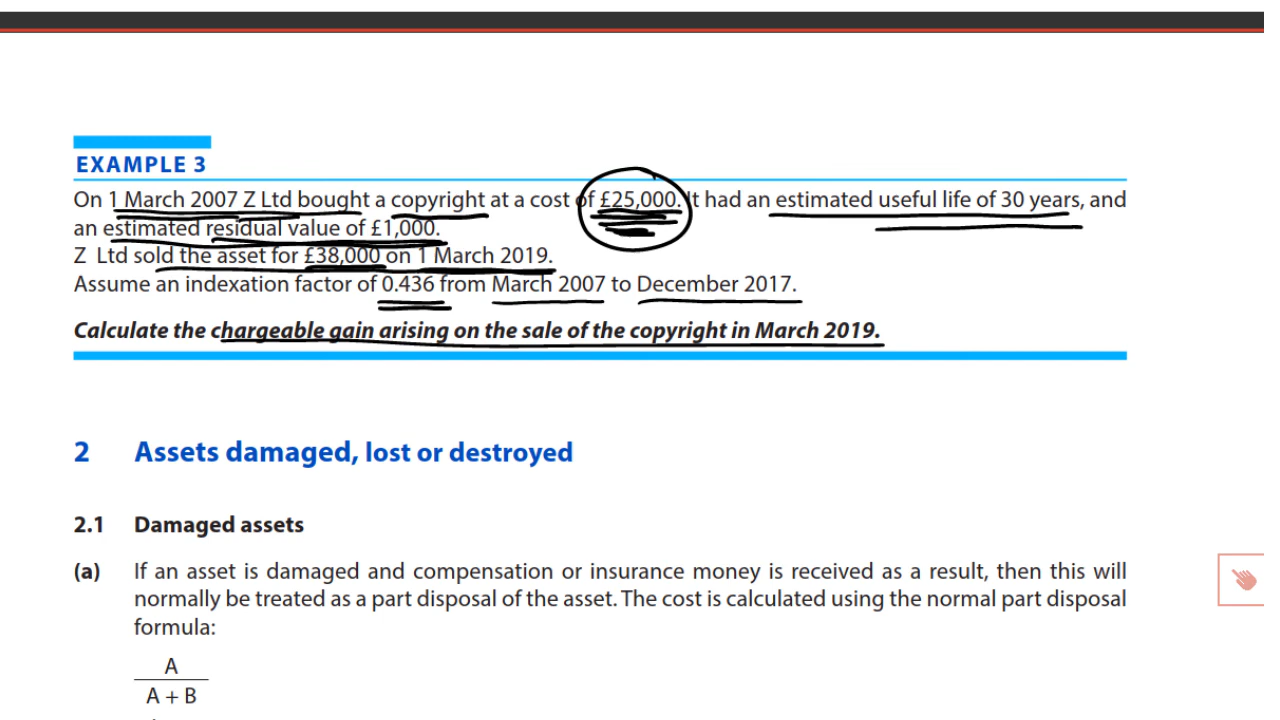 EXAMPLE 3
On 1 March 2007 Z Ltd bought a copyright at a cost of £25,000. It had an estimated useful life of 30 years, and
an estimated residual value of £1,000.
Z Ltd sold the asset for £38,000 on 1 March 2019.
Assume an indexation factor of 0.436 from March 2007 to December 2017.
Calculate the chargeable gain arising on the sale of the copyright in March 2019.
2 Assets damaged, lost or destroyed
2.1 Damaged assets
(a) If an asset is damaged and compensation or insurance money is received as a result, then this will
normally be treated as a part disposal of the asset. The cost is calculated using the normal part disposal
formula:
A
A + B